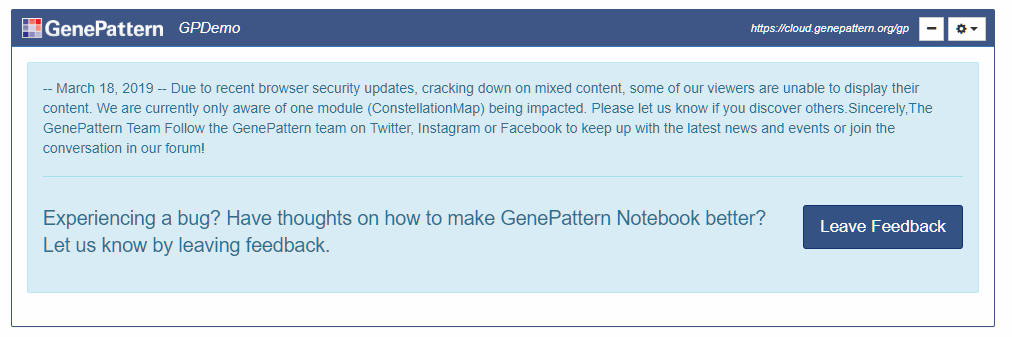 GenePattern GPDemo https://cloud.genepattern.org/gp
-- March 18, 2019 -- Due to recent browser security updates, cracking down on mixed content, some of our viewers are unable to display their
content. We are currently only aware of one module (ConstellationMap) being impacted. Please let us know if you discover others.Sincerely,The
GenePattern Team Follow the GenePattern team on Twitter, Instagram or Facebook to keep up with the latest news and events or join the
conversation in our forum!
Experiencing a bug? Have thoughts on how to make GenePattern Notebook better?
Let us know by leaving feedback.
Leave Feedback